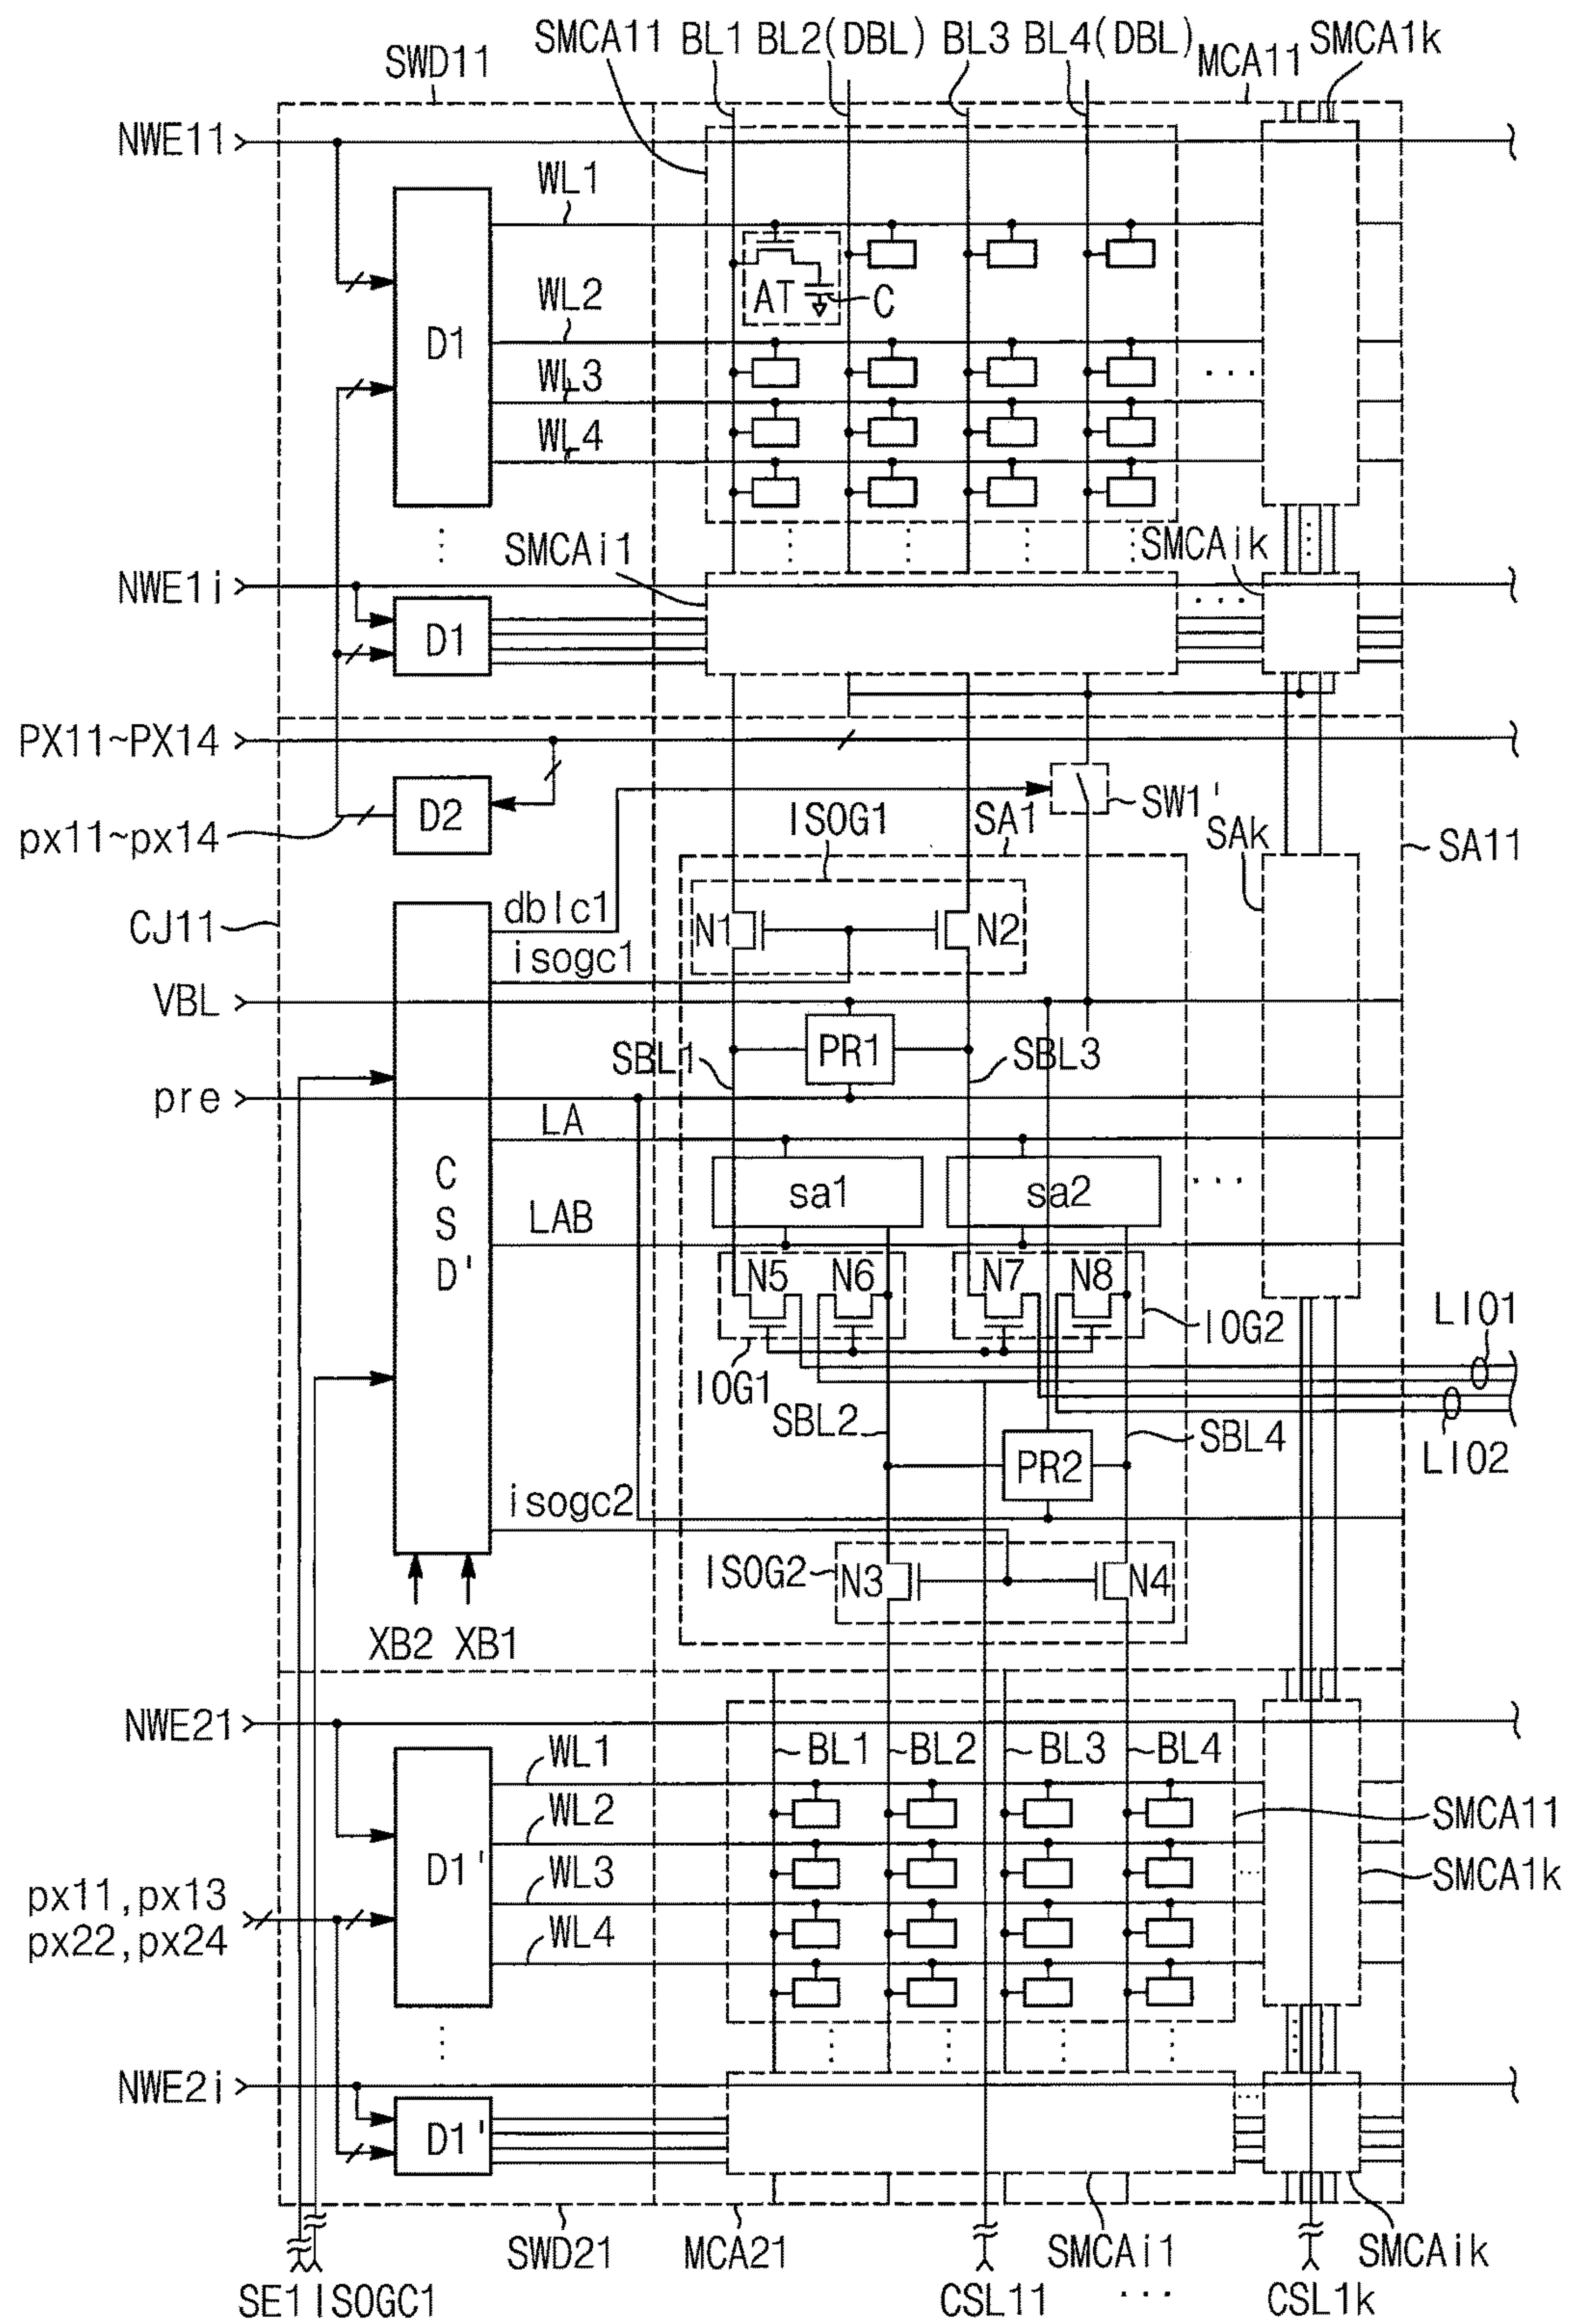 SWD11
SMCA11
BL1
BL2(DBL)
BL3
BL4(DBL)
MCA11
SMCA1k
NWE11
WL1
AT
C
WL2
D1
WL3
WL4
SMCAi1
SMCAik
NWE1i
D1
PX11~PX14
D2
px11~px14
SW1'
ISOG1
SA1
SAk
SA11
CJ11
dblc1
N1
N2
isogc1
VBL
PR1
SBL1
SBL3
pre
LA
C
S
D'
sa1
sa2
LAB
N5
N6
N7
N8
IOG2
LIO1
IOG1
SBL2
SBL4
LIO2
PR2
isogc2
ISOG2
N3
N4
XB2
XB1
NWE21
BL1
BL2
BL3
BL4
WL1
WL2
SMCA11
D1'
WL3
SMCA1k
px11,px13
px22,px24
WL4
NWE2i
D1'
SWD21
MCA21
SMCAi1
SMCAik
SE1
ISOGC1
CSL11
CSL1k